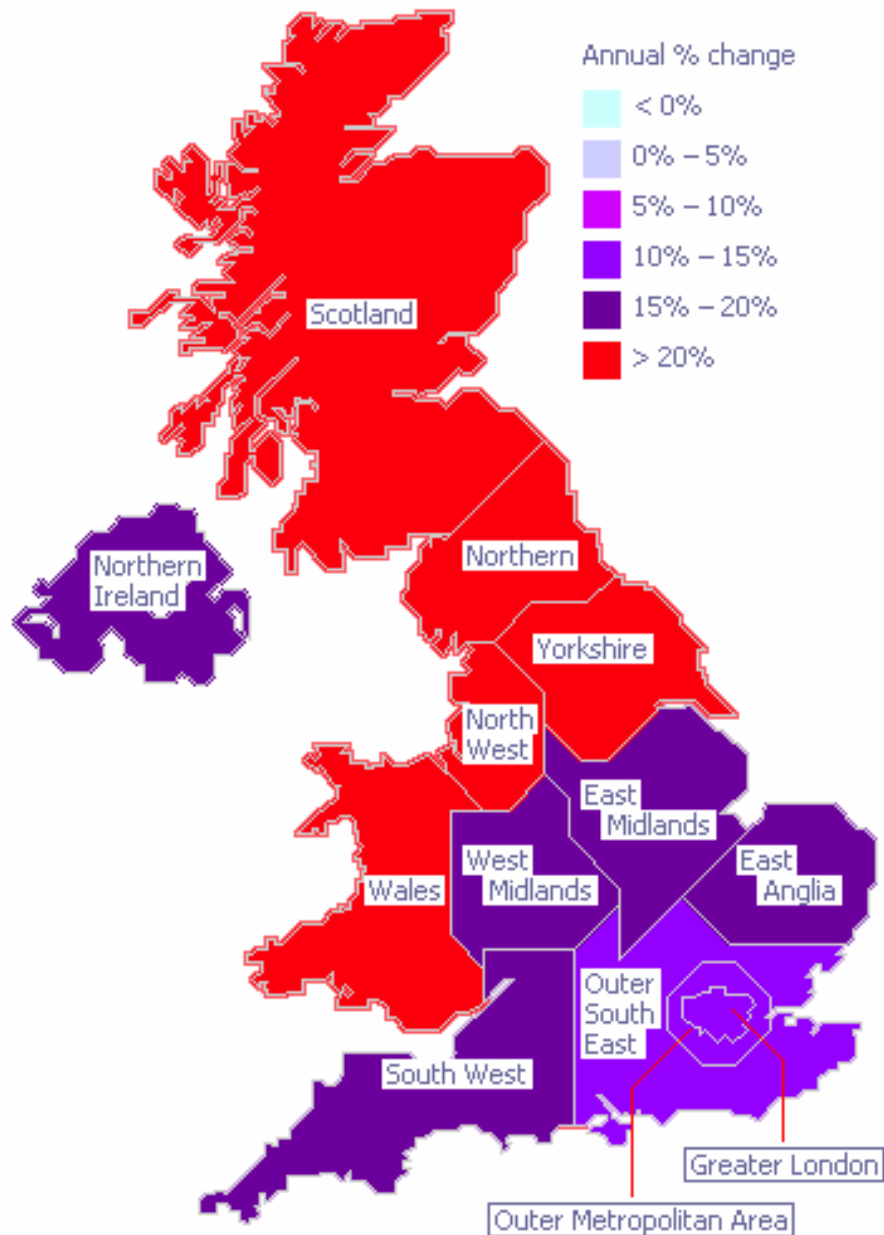 Annual % change
< 0%
0% – 5%
5% – 10%
10% – 15%
15% – 20%
> 20%
Scotland
Northern
Ireland
Northern
Yorkshire
North
West
East
Midlands
West
Midlands
East
Anglia
Wales
Outer
South
East
South West
Greater London
Outer Metropolitan Area